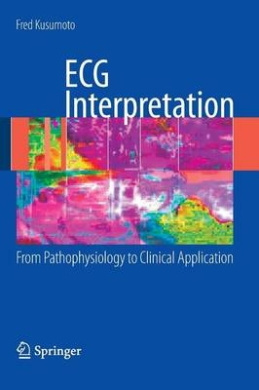 Fred Kusumoto
ECG
Interpretation
From Pathophysiology to Clinical Application
Springer